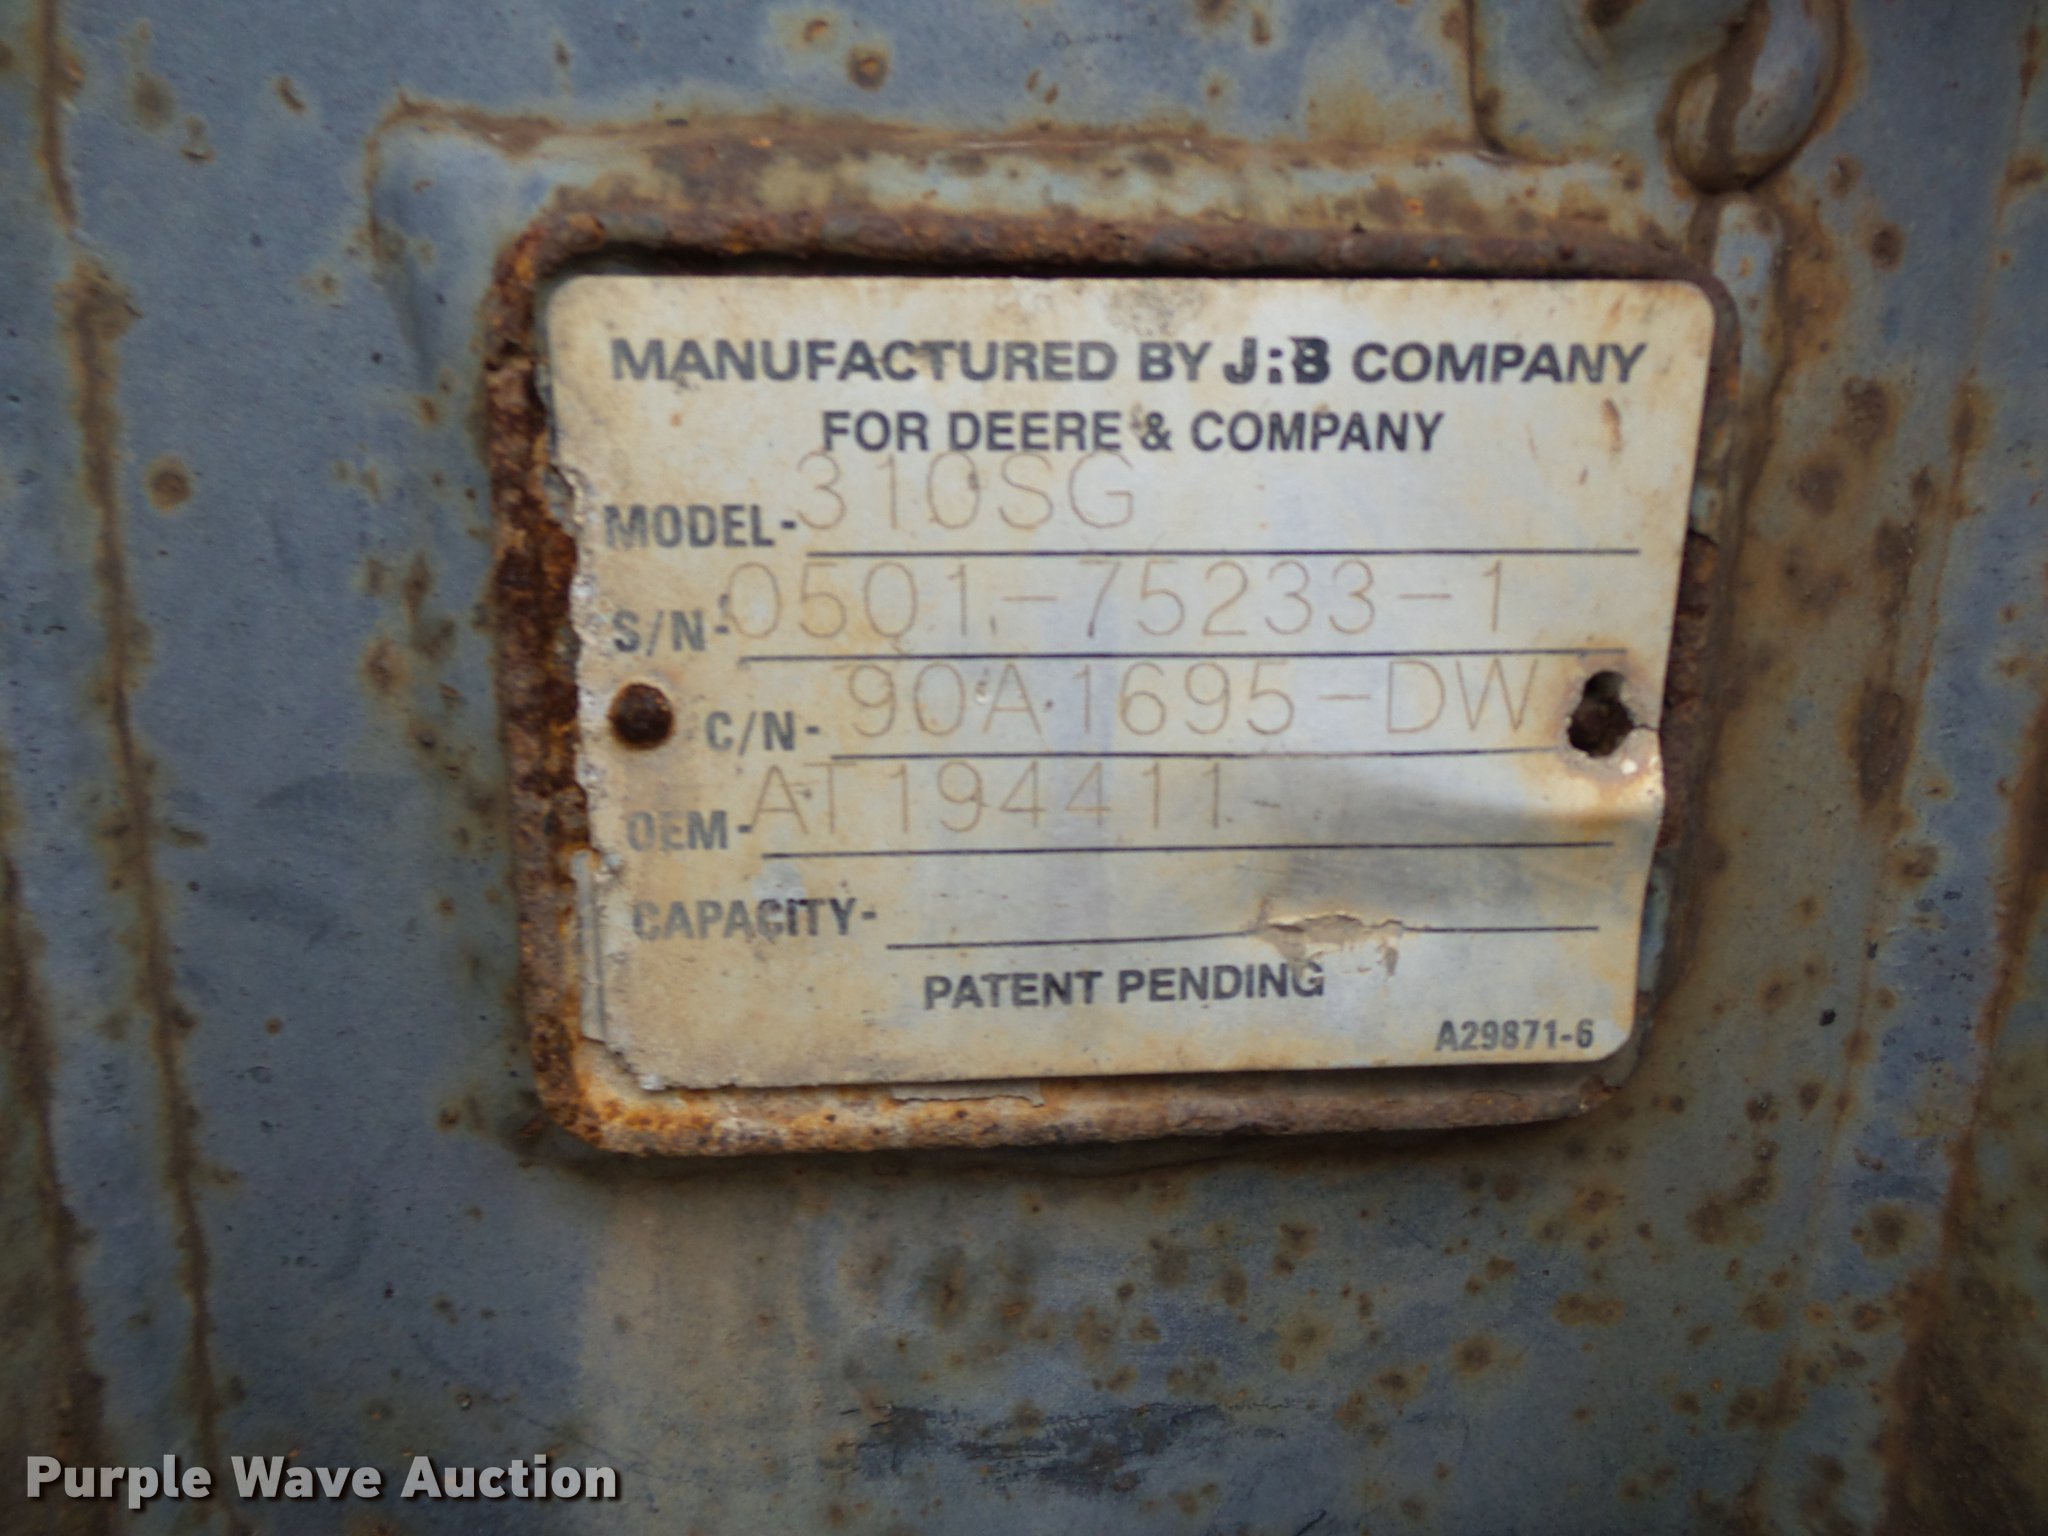 MANUFACTURED BY J.B COMPANY
FOR DEERE & COMPANY
MODEL- 310SG
S/N- 0501-75233-1
C/N- 90A1695-DW
OEM- AT194411
CAPACITY-
PATENT PENDING
A29871-6
Purple Wave Auction